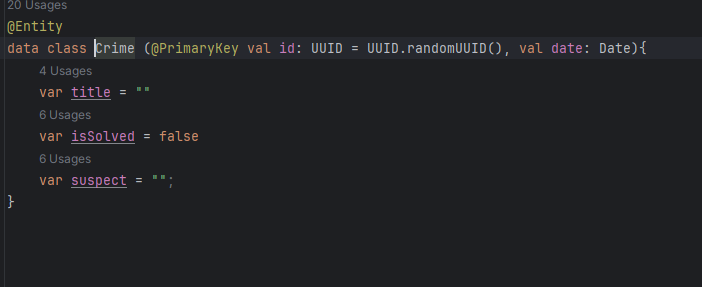 20 Usages
@Entity
data class Crime (@PrimaryKey val id: UUID = UUID.randomUUID(), val date: Date){
4 Usages
var title = ""
6 Usages
var isSolved = false
6 Usages
var suspect = "";
}